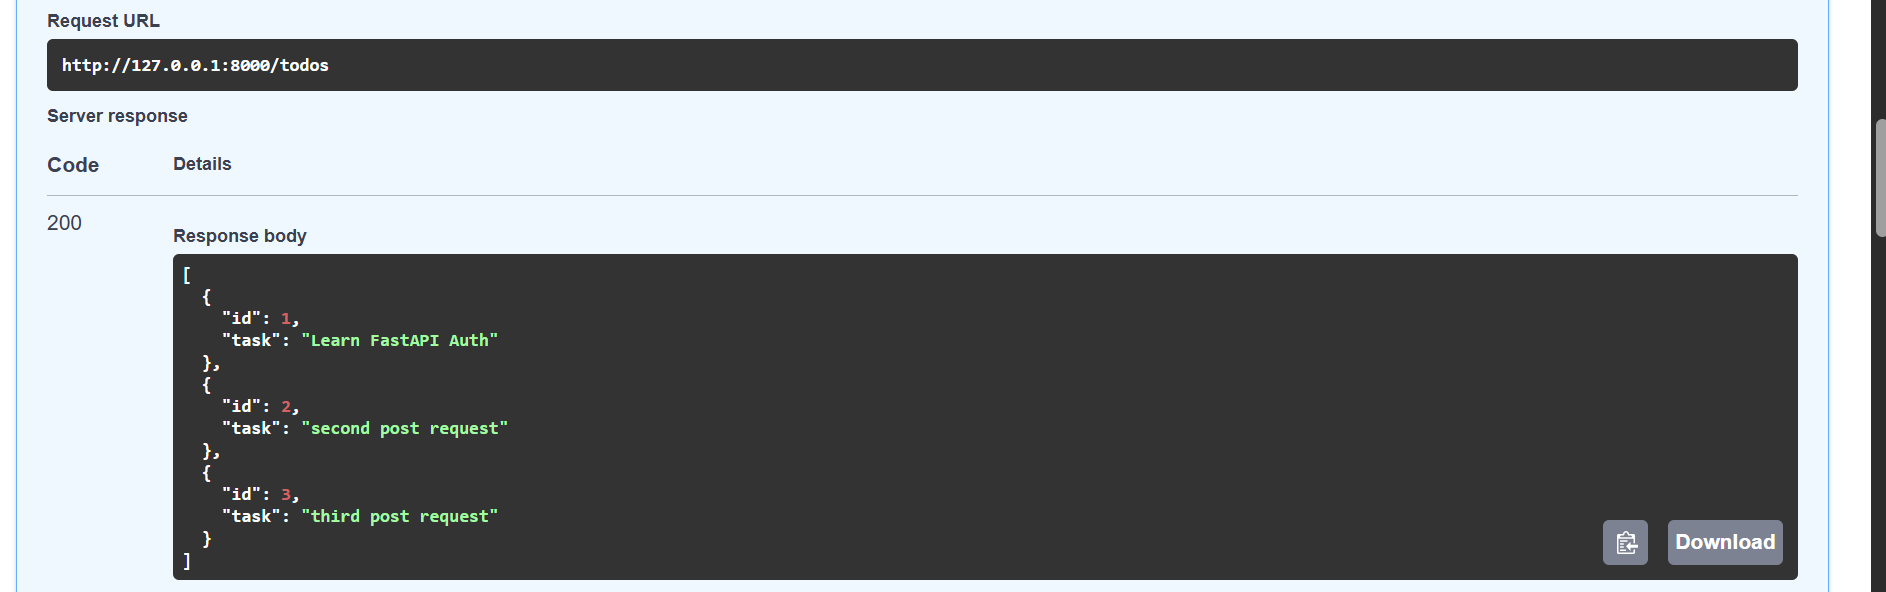 Request URL
http://127.0.0.1:8000/todos
Server response
Code Details
200
Response body
[
  {
    "id": 1,
    "task": "Learn FastAPI Auth"
  },
  {
    "id": 2,
    "task": "second post request"
  },
  {
    "id": 3,
    "task": "third post request"
  }
]
Download